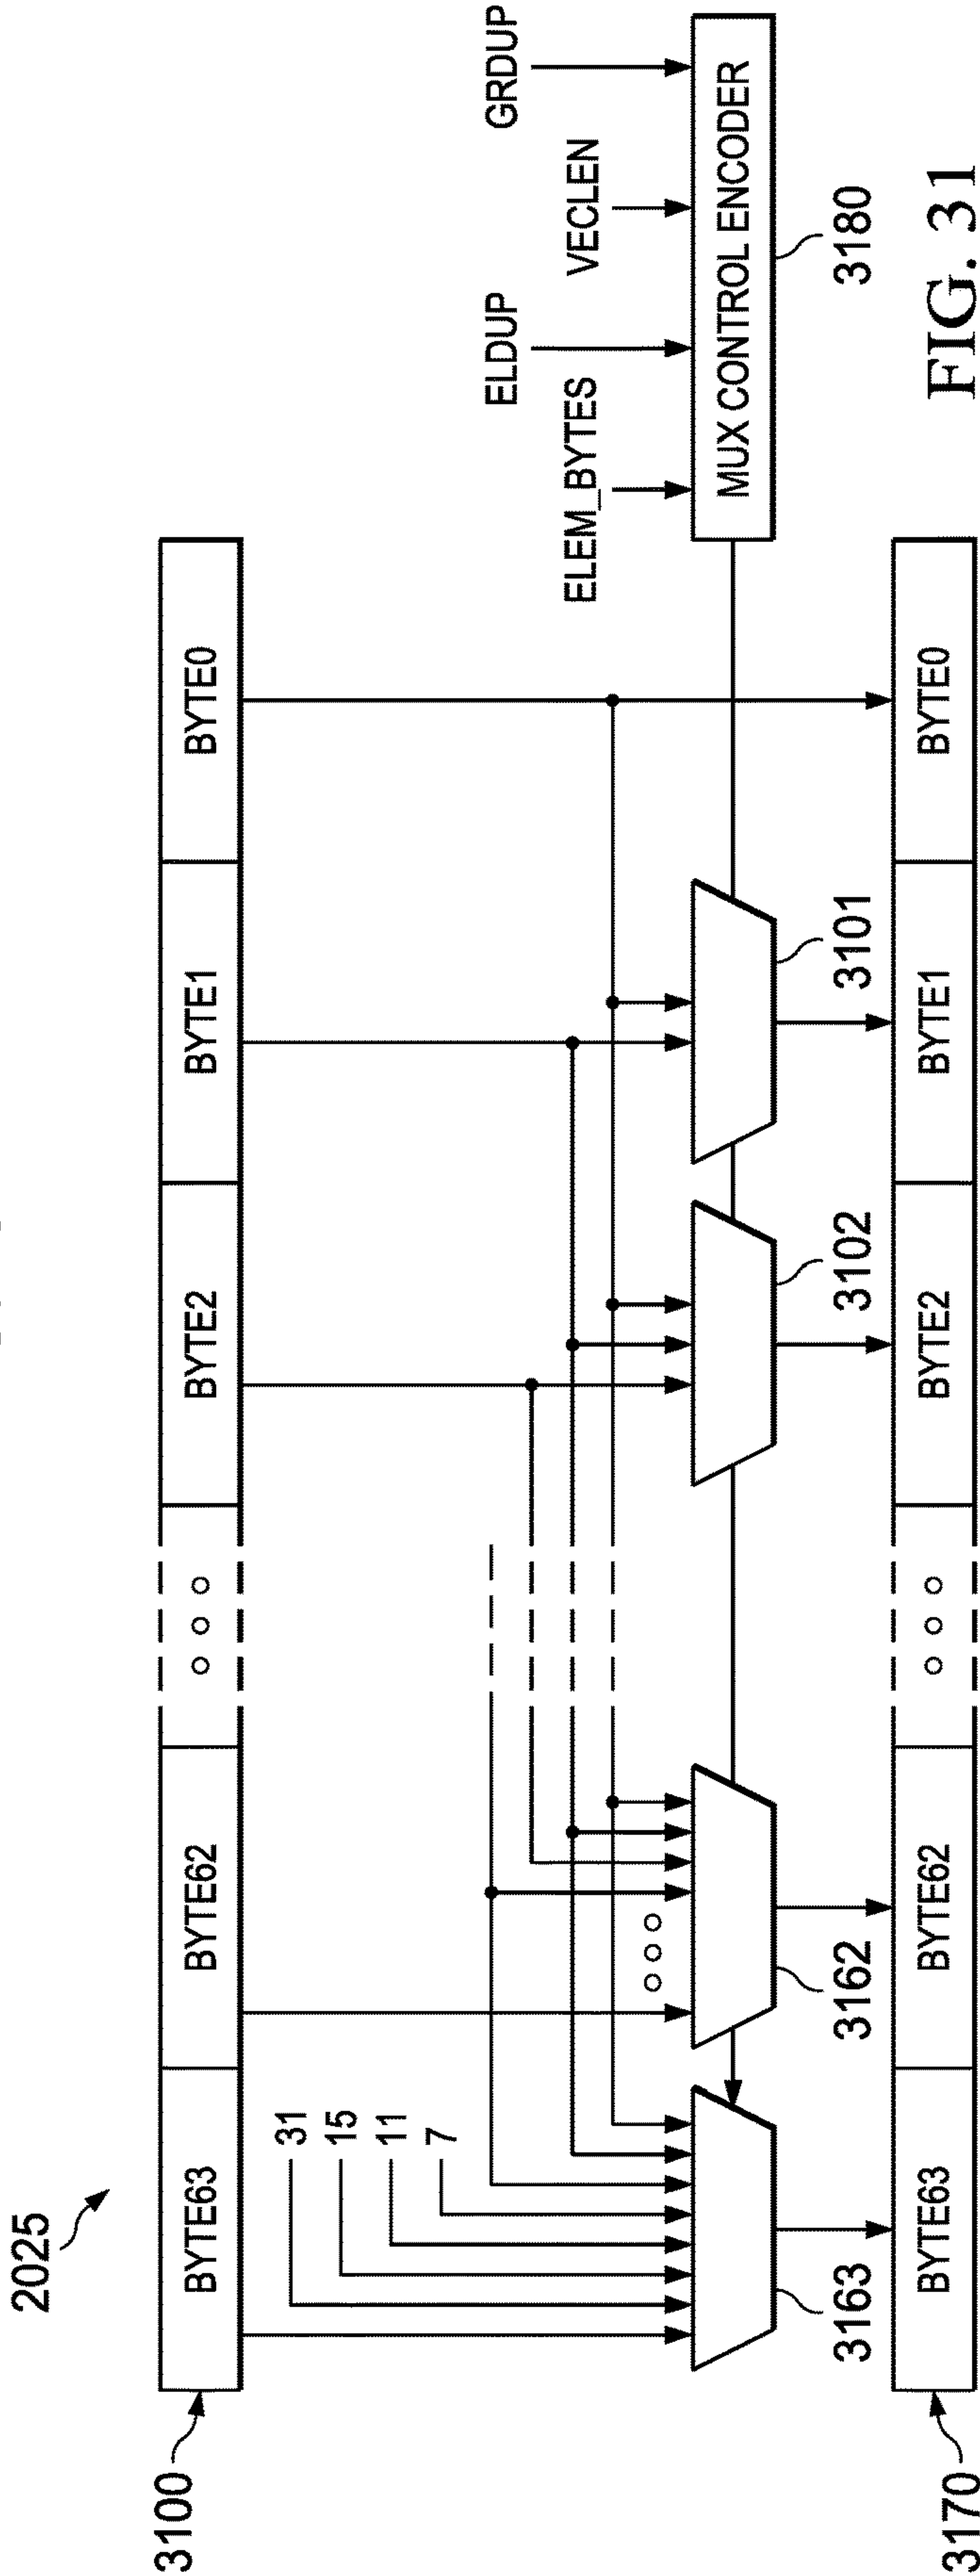 2025
3100
BYTE63
BYTE62
BYTE2
BYTE1
BYTE0
31
15
11
7
ELEM_BYTES
ELDUP
VECLEN
GRDUP
MUX CONTROL ENCODER
3180
3163
3162
3102
3101
3170
BYTE63
BYTE62
BYTE2
BYTE1
BYTE0
FIG. 31